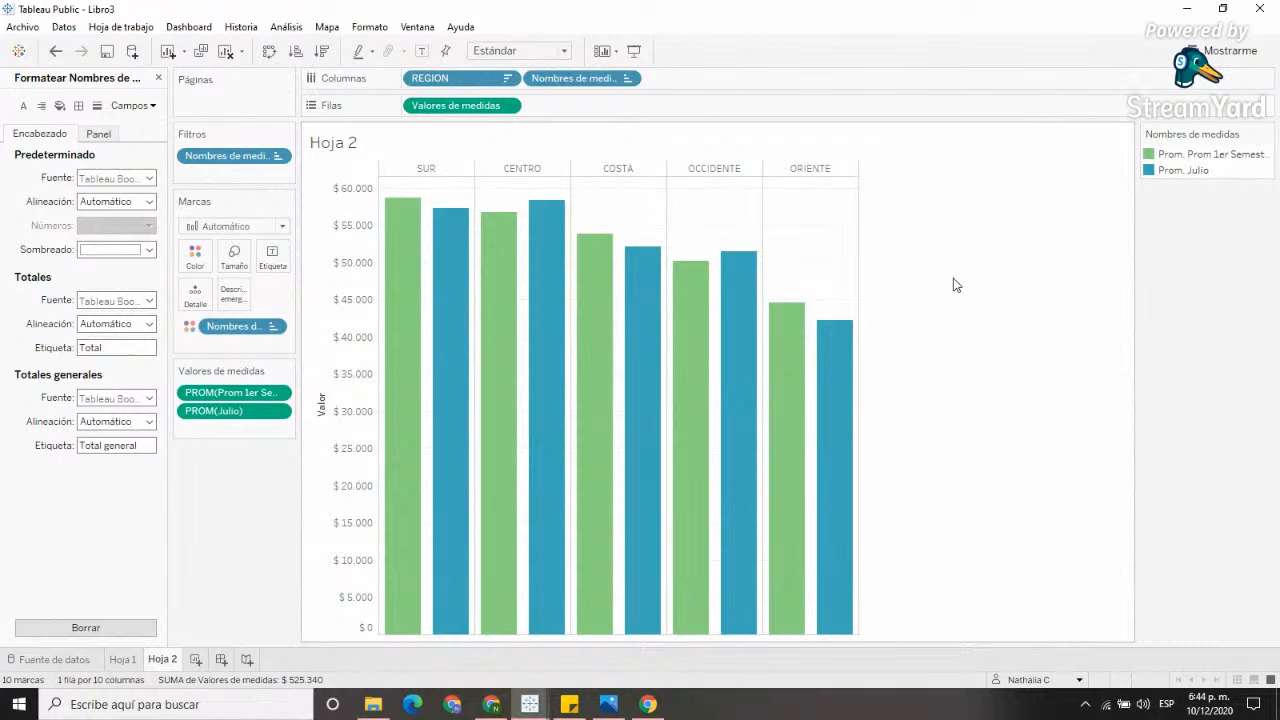 Tableau Public - Libro3
Archivo Datos Hoja de trabajo Dashboard Historia Análisis Mapa Formato Ventana Ayuda
Estándar
Mostrarme
Powered by
StreamYard
Formatear Nombres de ...
Campos
Encabezado Panel
Predeterminado
Fuente: Tableau Boo...
Alineación: Automático
Números:
Sombreado:
Totales
Fuente: Tableau Boo...
Alineación: Automático
Etiqueta: Total
Totales generales
Fuente: Tableau Boo...
Alineación: Automático
Etiqueta: Total general
Borrar
Páginas
Filtros
Nombres de medi..
Marcas
Automático
Color Tamaño Etiqueta
Detalle Descri... emerg...
Nombres d..
Valores de medidas
PROM(Prom 1er Se..
PROM(Julio)
Columnas REGION Nombres de medi..
Filas Valores de medidas
Hoja 2
SUR CENTRO COSTA OCCIDENTE ORIENTE
$ 60.000
$ 55.000
$ 50.000
$ 45.000
$ 40.000
$ 35.000
$ 30.000
$ 25.000
$ 20.000
$ 15.000
$ 10.000
$ 5.000
$ 0
Valor
Nombres de medidas
Prom. Prom 1er Semest..
Prom. Julio
Fuente de datos Hoja 1 Hoja 2
10 marcas 1 fila por 10 columnas SUMA de Valores de medidas: $ 525.340
Nathalia C
Escribe aquí para buscar
ESP
6:44 p. m.
10/12/2020